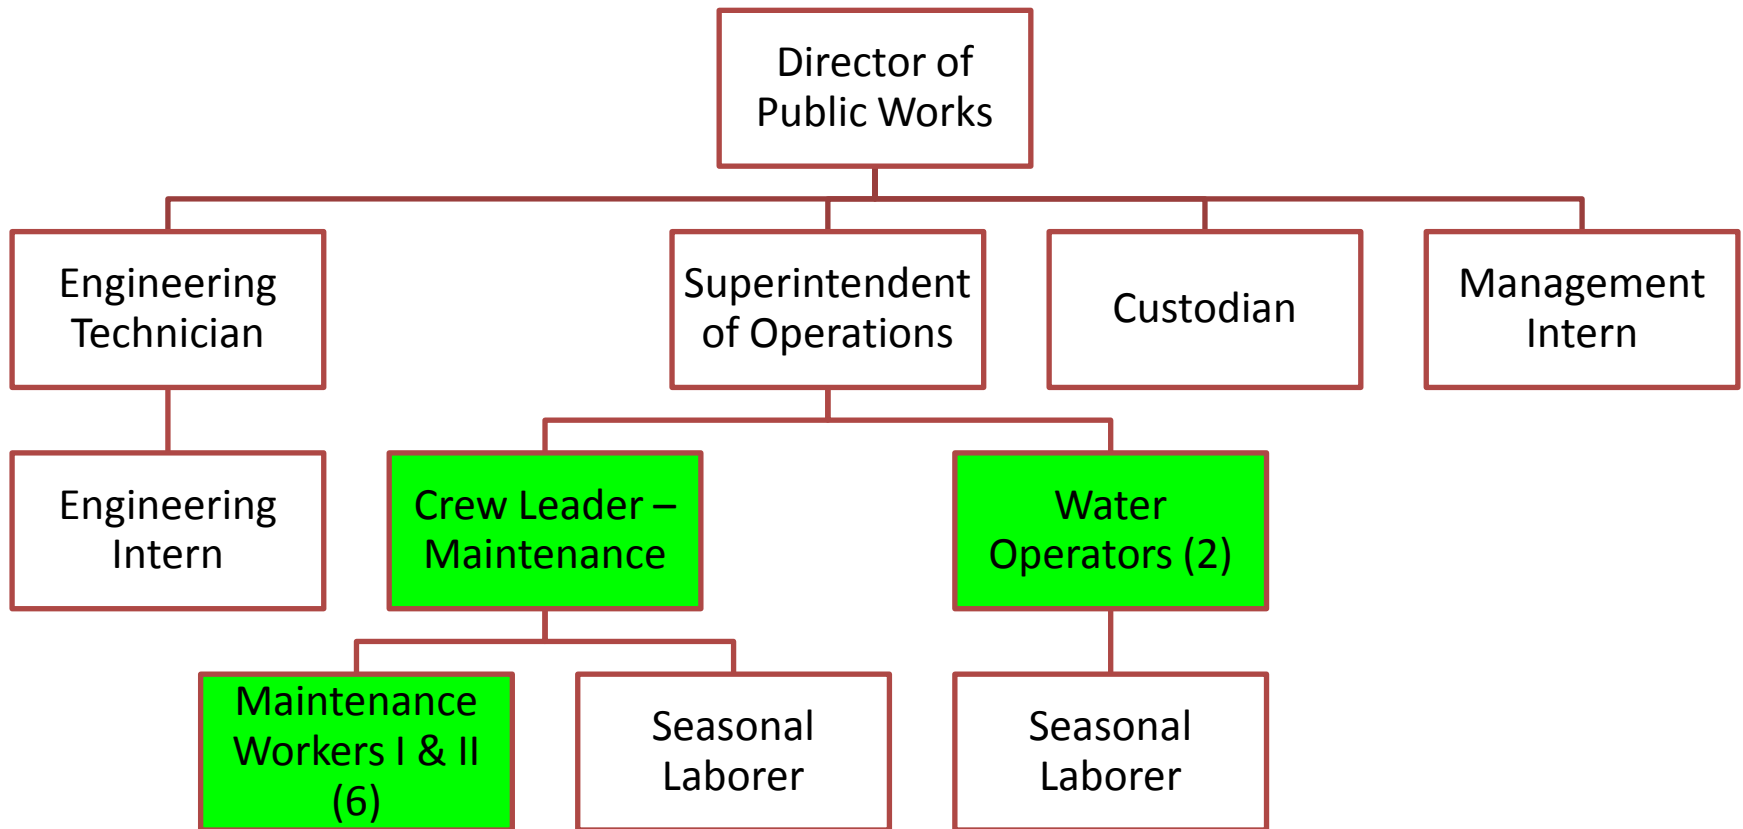 Director of
Public Works
Engineering
Technician
Superintendent
of Operations
Custodian
Management
Intern
Engineering
Intern
Crew Leader –
Maintenance
Water
Operators (2)
Maintenance
Workers I & II
(6)
Seasonal
Laborer
Seasonal
Laborer